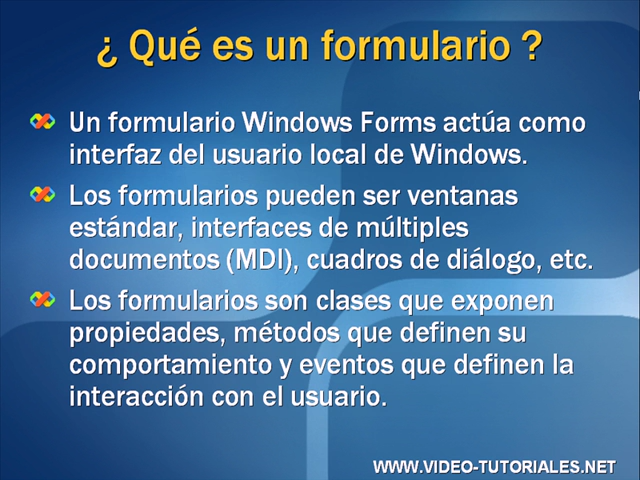 ¿ Qué es un formulario ?
Un formulario Windows Forms actúa como
interfaz del usuario local de Windows.
Los formularios pueden ser ventanas
estándar, interfaces de múltiples
documentos (MDI), cuadros de diálogo, etc.
Los formularios son clases que exponen
propiedades, métodos que definen su
comportamiento y eventos que definen la
interacción con el usuario.
WWW.VIDEO-TUTORIALES.NET